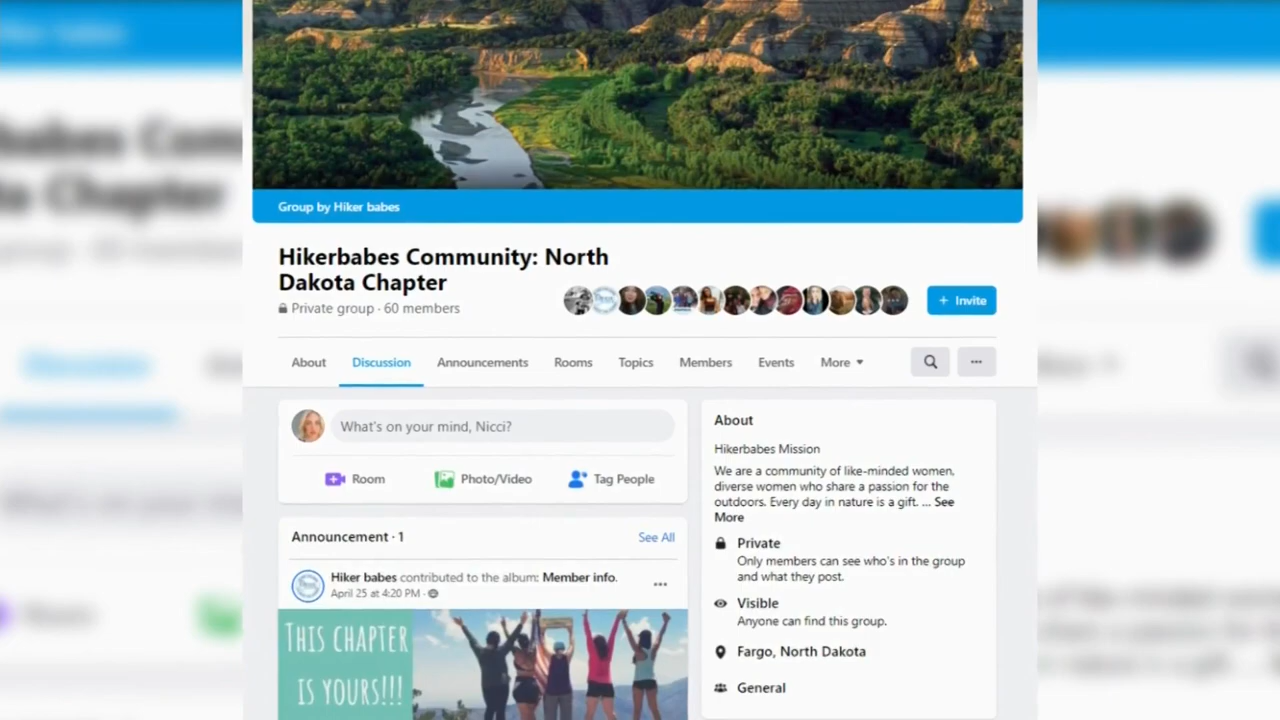 Group by Hiker babes
Hikerbabes Community: North
Dakota Chapter
Private group · 60 members
+ Invite
About
Discussion
Announcements
Rooms
Topics
Members
Events
More
What's on your mind, Nicci?
Room
Photo/Video
Tag People
Announcement · 1
See All
Hiker babes contributed to the album: Member info.
April 25 at 4:20 PM ·
THIS CHAPTER
IS YOURS!!!
About
Hikerbabes Mission
We are a community of like-minded women,
diverse women who share a passion for the
outdoors. Every day in nature is a gift. ... See
More
Private
Only members can see who's in the group
and what they post.
Visible
Anyone can find this group.
Fargo, North Dakota
General